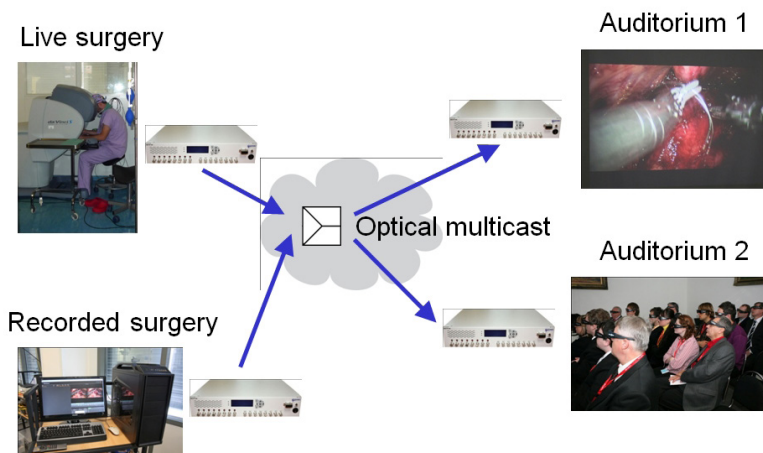 Live surgery
Auditorium 1
Optical multicast
Auditorium 2
Recorded surgery